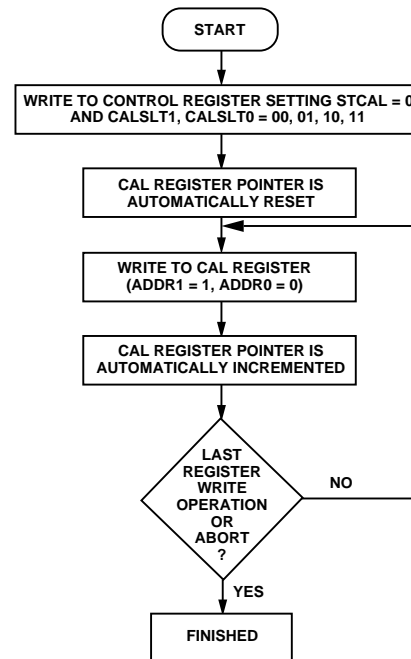 START
WRITE TO CONTROL REGISTER SETTING STCAL = 0
AND CALSLT1, CALSLT0 = 00, 01, 10, 11
CAL REGISTER POINTER IS
AUTOMATICALLY RESET
WRITE TO CAL REGISTER
(ADDR1 = 1, ADDR0 = 0)
CAL REGISTER POINTER IS
AUTOMATICALLY INCREMENTED
LAST
REGISTER
WRITE
OPERATION
OR
ABORT
?
NO
YES
FINISHED